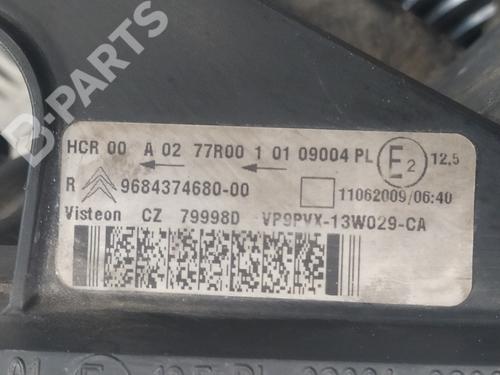 B-PARTS
HCR 00 A 02 77R00 1 01 09004 PL E2 12,5
R 9684374680-00 11062009/06:40
Visteon CZ 79998D VP9PVX-13W029-CA